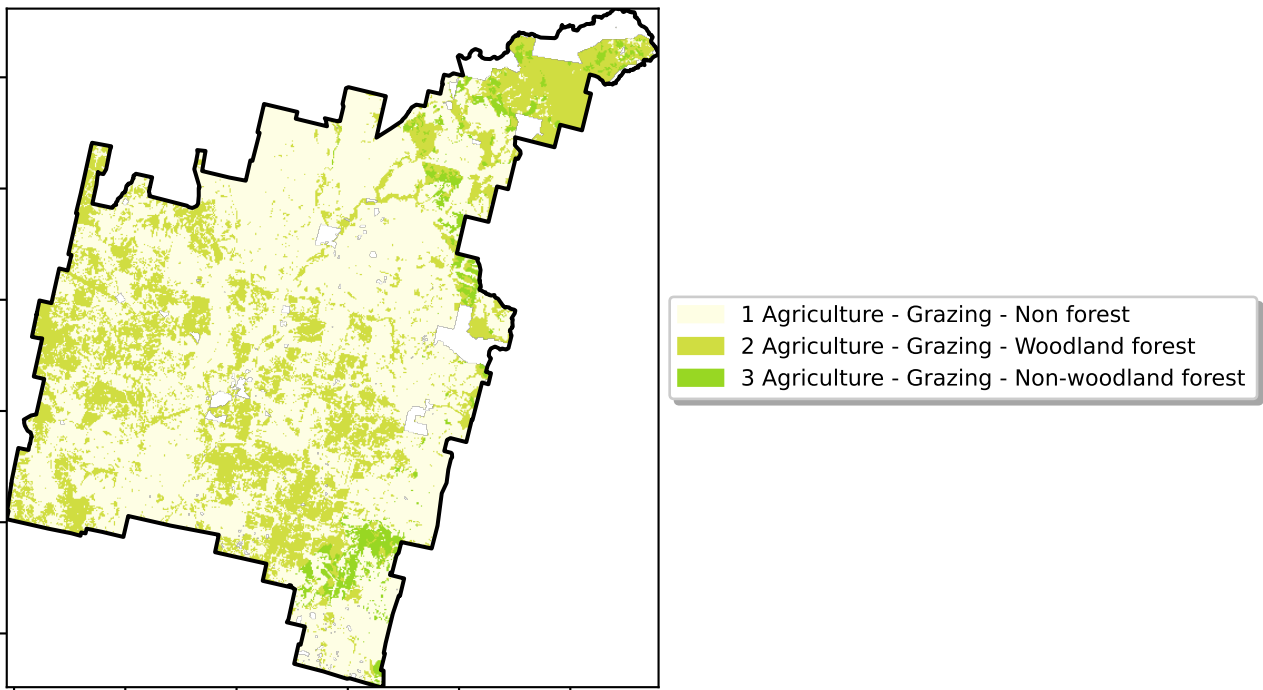 1 Agriculture - Grazing - Non forest
2 Agriculture - Grazing - Woodland forest
3 Agriculture - Grazing - Non-woodland forest